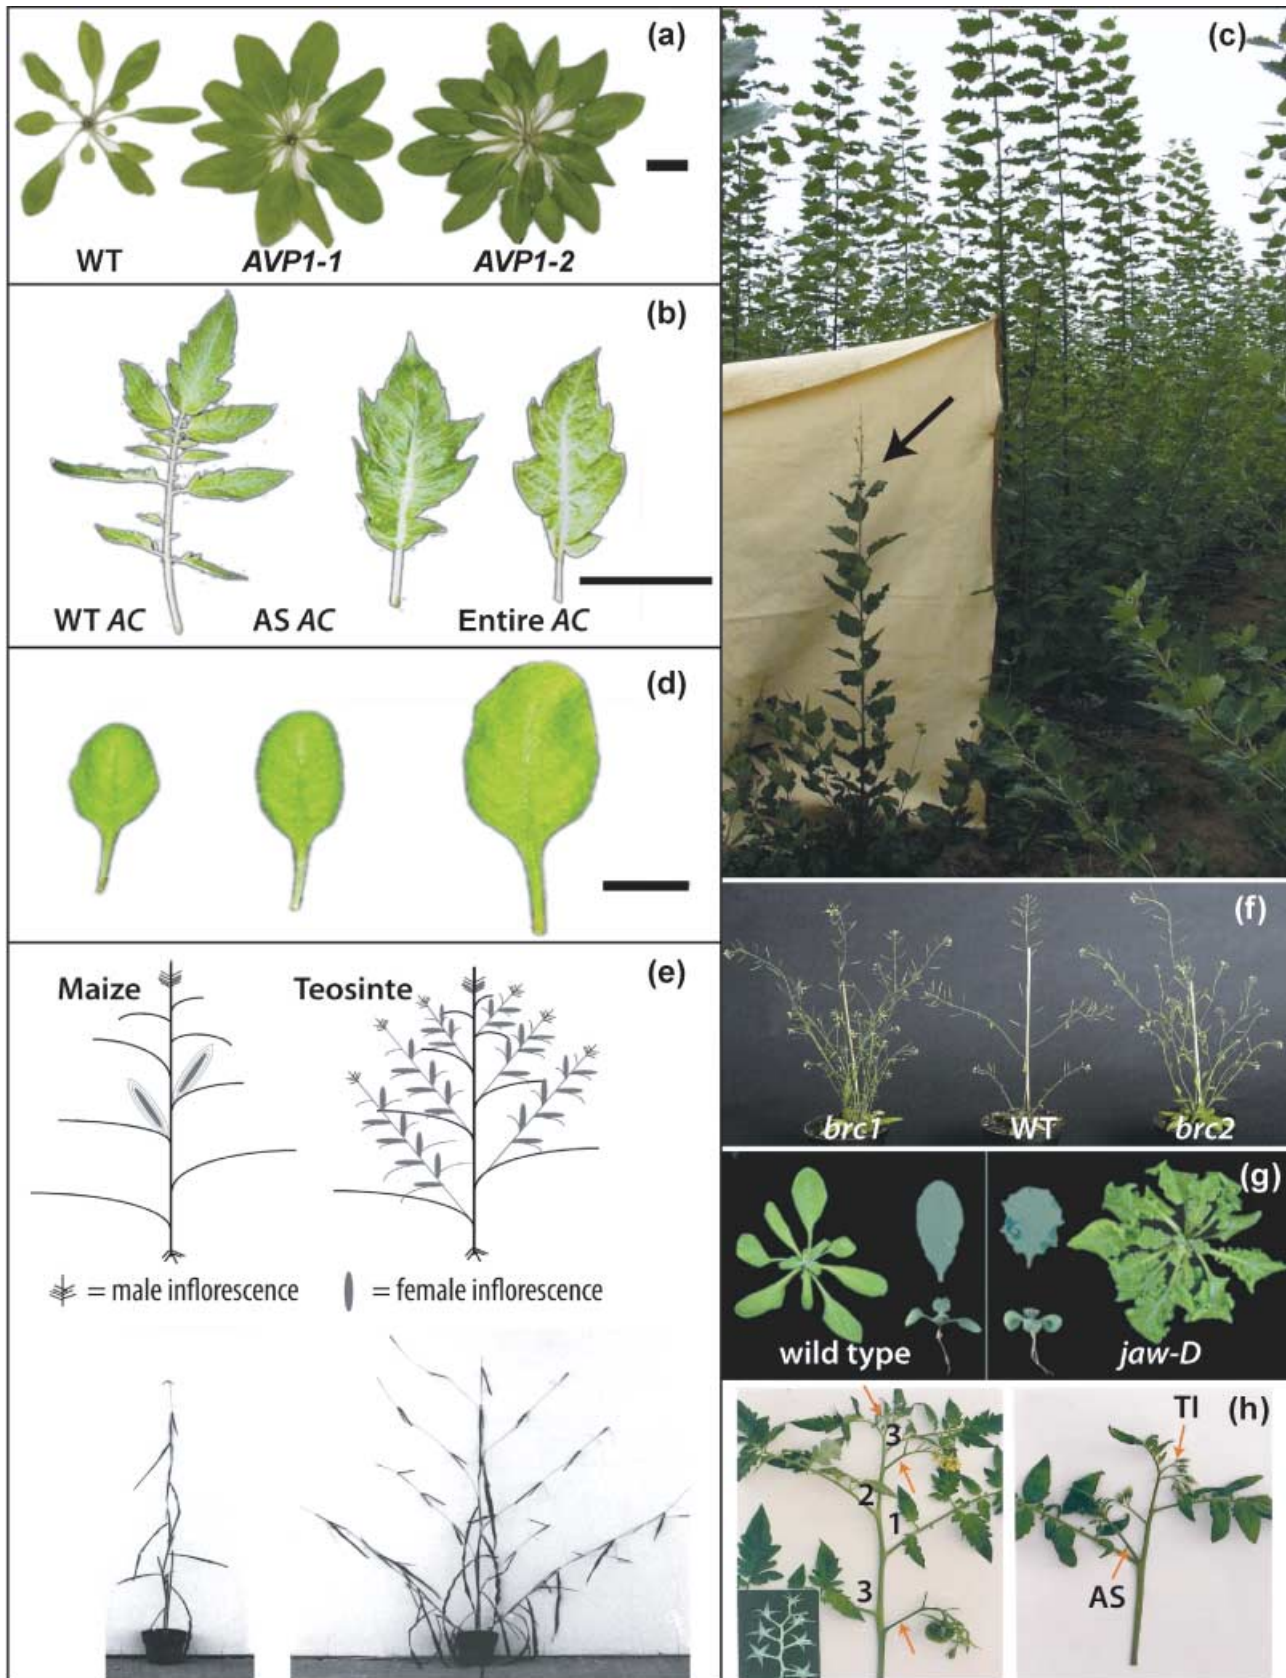 (a)
WT AVP1-1 AVP1-2
(b)
WT AC AS AC Entire AC
(c)
(d)
(e)
Maize Teosinte
= male inflorescence = female inflorescence
(f)
brc1 WT brc2
(g)
wild type jaw-D
(h)
3
2
1
3
TI
AS